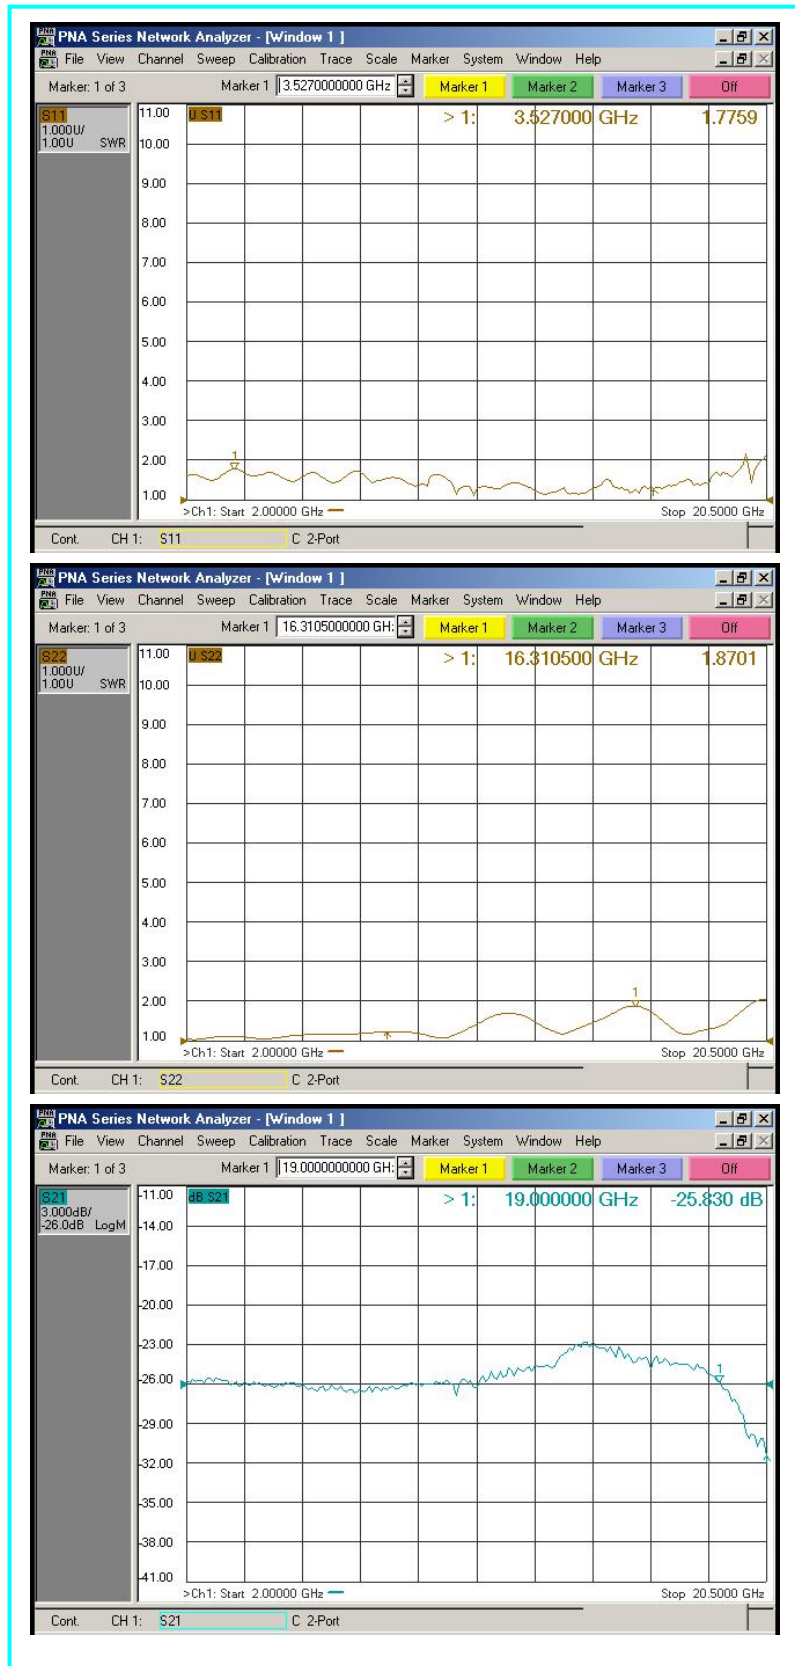 PNA Series Network Analyzer - [Window 1 ]
File View Channel Sweep Calibration Trace Scale Marker System Window Help
Marker: 1 of 3 Marker 1 3.5270000000 GHz Marker 1 Marker 2 Marker 3 Off
S11
1.000U/
1.00U SWR
11.00 U S11 > 1: 3.527000 GHz 1.7759
10.00
9.00
8.00
7.00
6.00
5.00
4.00
3.00
2.00
1
1.00
>Ch1: Start 2.00000 GHz Stop 20.5000 GHz
Cont. CH 1: S11 C 2-Port
PNA Series Network Analyzer - [Window 1 ]
File View Channel Sweep Calibration Trace Scale Marker System Window Help
Marker: 1 of 3 Marker 1 16.3105000000 GH: Marker 1 Marker 2 Marker 3 Off
S22
1.000U/
1.00U SWR
11.00 U S22 > 1: 16.310500 GHz 1.8701
10.00
9.00
8.00
7.00
6.00
5.00
4.00
3.00
2.00
1
1.00
>Ch1: Start 2.00000 GHz Stop 20.5000 GHz
Cont. CH 1: S22 C 2-Port
PNA Series Network Analyzer - [Window 1 ]
File View Channel Sweep Calibration Trace Scale Marker System Window Help
Marker: 1 of 3 Marker 1 19.0000000000 GH: Marker 1 Marker 2 Marker 3 Off
S21
3.000dB/
-26.0dB LogM
-11.00 dB S21 > 1: 19.000000 GHz -25.830 dB
-14.00
-17.00
-20.00
-23.00
1
-26.00
-29.00
-32.00
-35.00
-38.00
-41.00
>Ch1: Start 2.00000 GHz Stop 20.5000 GHz
Cont. CH 1: S21 C 2-Port